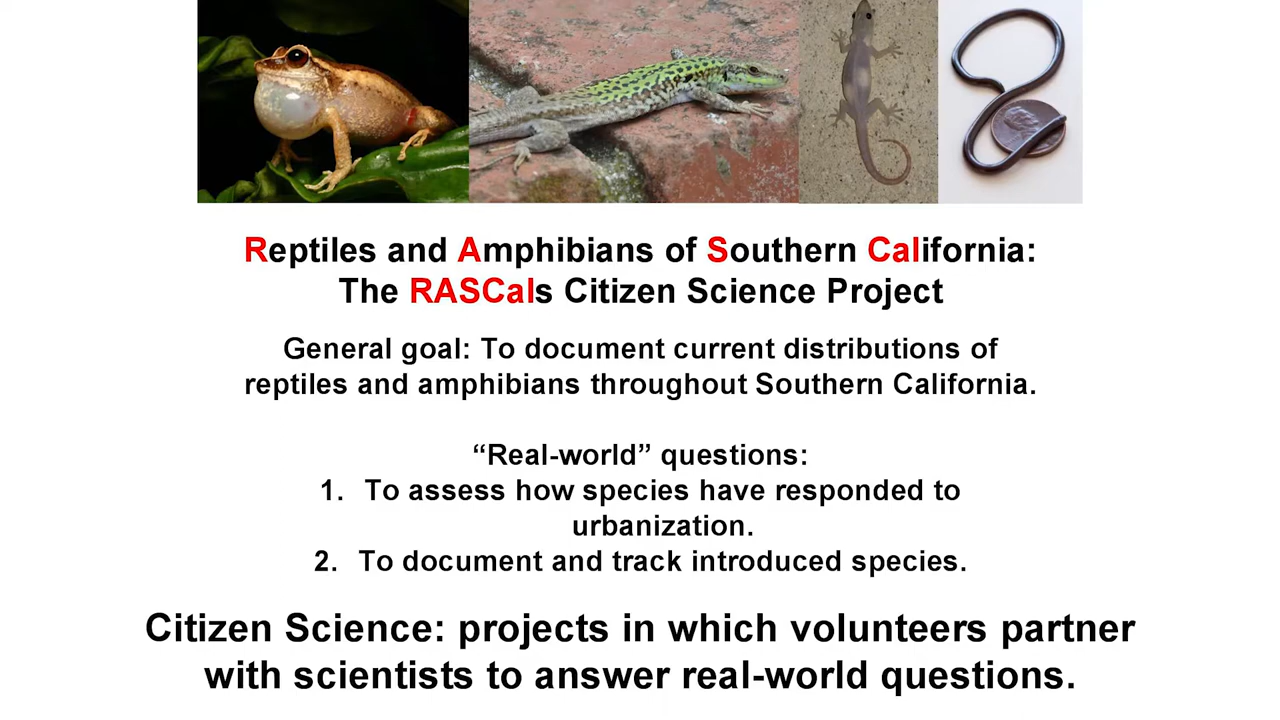 Reptiles and Amphibians of Southern California:
The RASCals Citizen Science Project
General goal: To document current distributions of
reptiles and amphibians throughout Southern California.
“Real-world” questions:
1. To assess how species have responded to
urbanization.
2. To document and track introduced species.
Citizen Science: projects in which volunteers partner
with scientists to answer real-world questions.